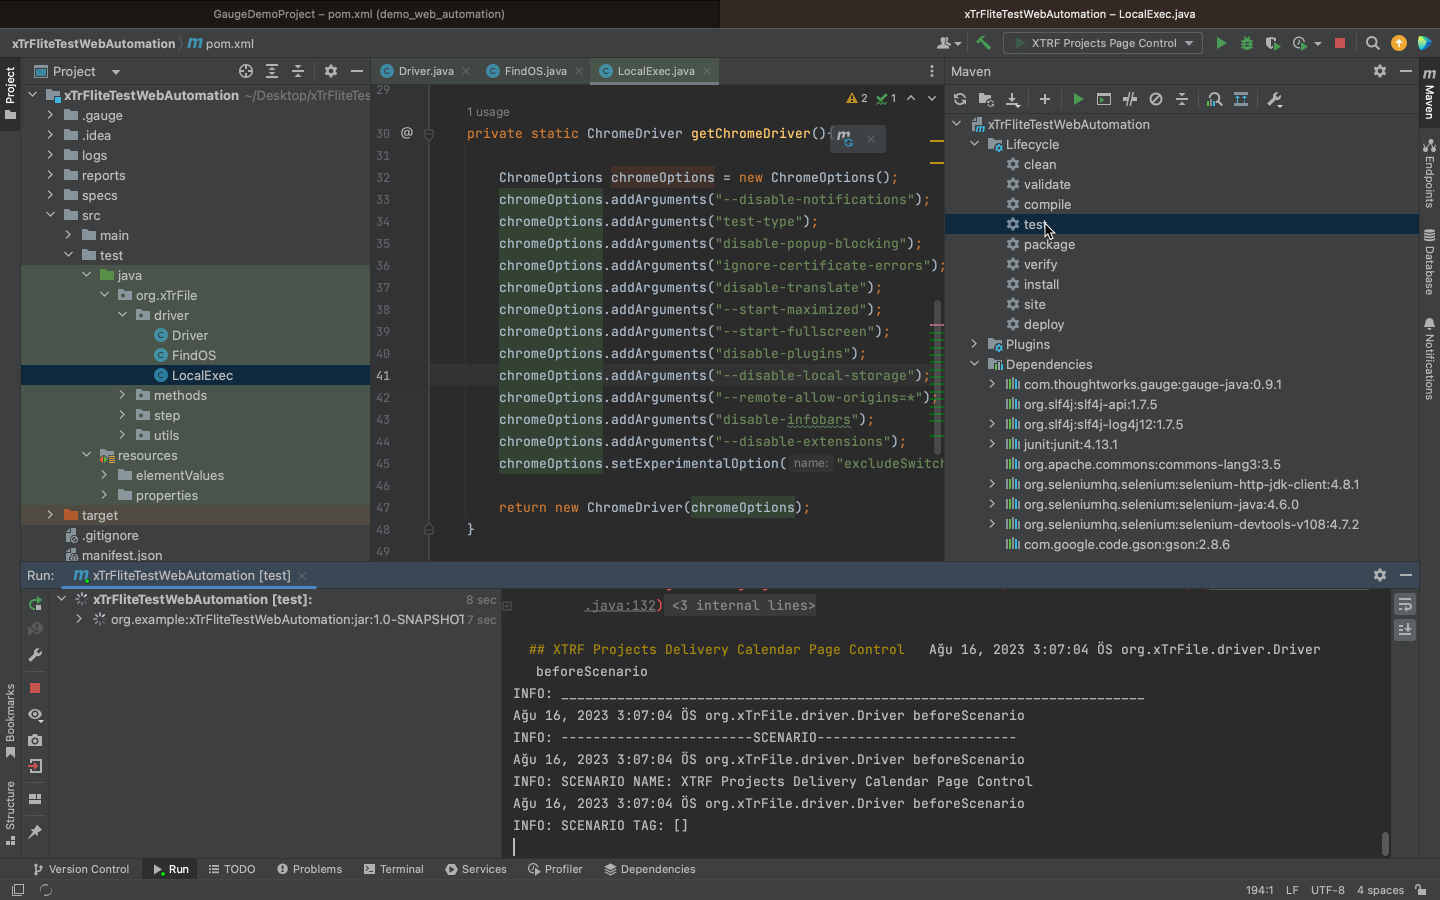 GaugeDemoProject – pom.xml (demo_web_automation)
xTrFliteTestWebAutomation – LocalExec.java
xTrFliteTestWebAutomation
pom.xml
XTRF Projects Page Control
Project
Project
xTrFliteTestWebAutomation ~/Desktop/xTrFliteTes
.gauge
.idea
logs
reports
specs
src
main
test
java
org.xTrFile
driver
Driver
FindOS
LocalExec
methods
step
utils
resources
elementValues
properties
target
.gitignore
manifest.json
Driver.java
FindOS.java
LocalExec.java
2
1
29
1 usage
30 @ private static ChromeDriver getChromeDriver(){
31
32 ChromeOptions chromeOptions = new ChromeOptions();
33 chromeOptions.addArguments("--disable-notifications");
34 chromeOptions.addArguments("test-type");
35 chromeOptions.addArguments("disable-popup-blocking");
36 chromeOptions.addArguments("ignore-certificate-errors");
37 chromeOptions.addArguments("disable-translate");
38 chromeOptions.addArguments("--start-maximized");
39 chromeOptions.addArguments("--start-fullscreen");
40 chromeOptions.addArguments("disable-plugins");
41 chromeOptions.addArguments("--disable-local-storage");
42 chromeOptions.addArguments("--remote-allow-origins=*");
43 chromeOptions.addArguments("disable-infobars");
44 chromeOptions.addArguments("--disable-extensions");
45 chromeOptions.setExperimentalOption( name: "excludeSwitch
46
47 return new ChromeDriver(chromeOptions);
48 }
49
Maven
xTrFliteTestWebAutomation
Lifecycle
clean
validate
compile
test
package
verify
install
site
deploy
Plugins
Dependencies
com.thoughtworks.gauge:gauge-java:0.9.1
org.slf4j:slf4j-api:1.7.5
org.slf4j:slf4j-log4j12:1.7.5
junit:junit:4.13.1
org.apache.commons:commons-lang3:3.5
org.seleniumhq.selenium:selenium-http-jdk-client:4.8.1
org.seleniumhq.selenium:selenium-java:4.6.0
org.seleniumhq.selenium:selenium-devtools-v108:4.7.2
com.google.code.gson:gson:2.8.6
Maven
Endpoints
Database
Notifications
Run: xTrFliteTestWebAutomation [test]
xTrFliteTestWebAutomation [test]: 8 sec
org.example:xTrFliteTestWebAutomation:jar:1.0-SNAPSHOT 7 sec
.java:132) <3 internal lines>
## XTRF Projects Delivery Calendar Page Control Ağu 16, 2023 3:07:04 ÖS org.xTrFile.driver.Driver
beforeScenario
INFO: _________________________________________________________________________
Ağu 16, 2023 3:07:04 ÖS org.xTrFile.driver.Driver beforeScenario
INFO: ------------------------SCENARIO-------------------------
Ağu 16, 2023 3:07:04 ÖS org.xTrFile.driver.Driver beforeScenario
INFO: SCENARIO NAME: XTRF Projects Delivery Calendar Page Control
Ağu 16, 2023 3:07:04 ÖS org.xTrFile.driver.Driver beforeScenario
INFO: SCENARIO TAG: []
Bookmarks
Structure
Version Control
Run
TODO
Problems
Terminal
Services
Profiler
Dependencies
194:1 LF UTF-8 4 spaces